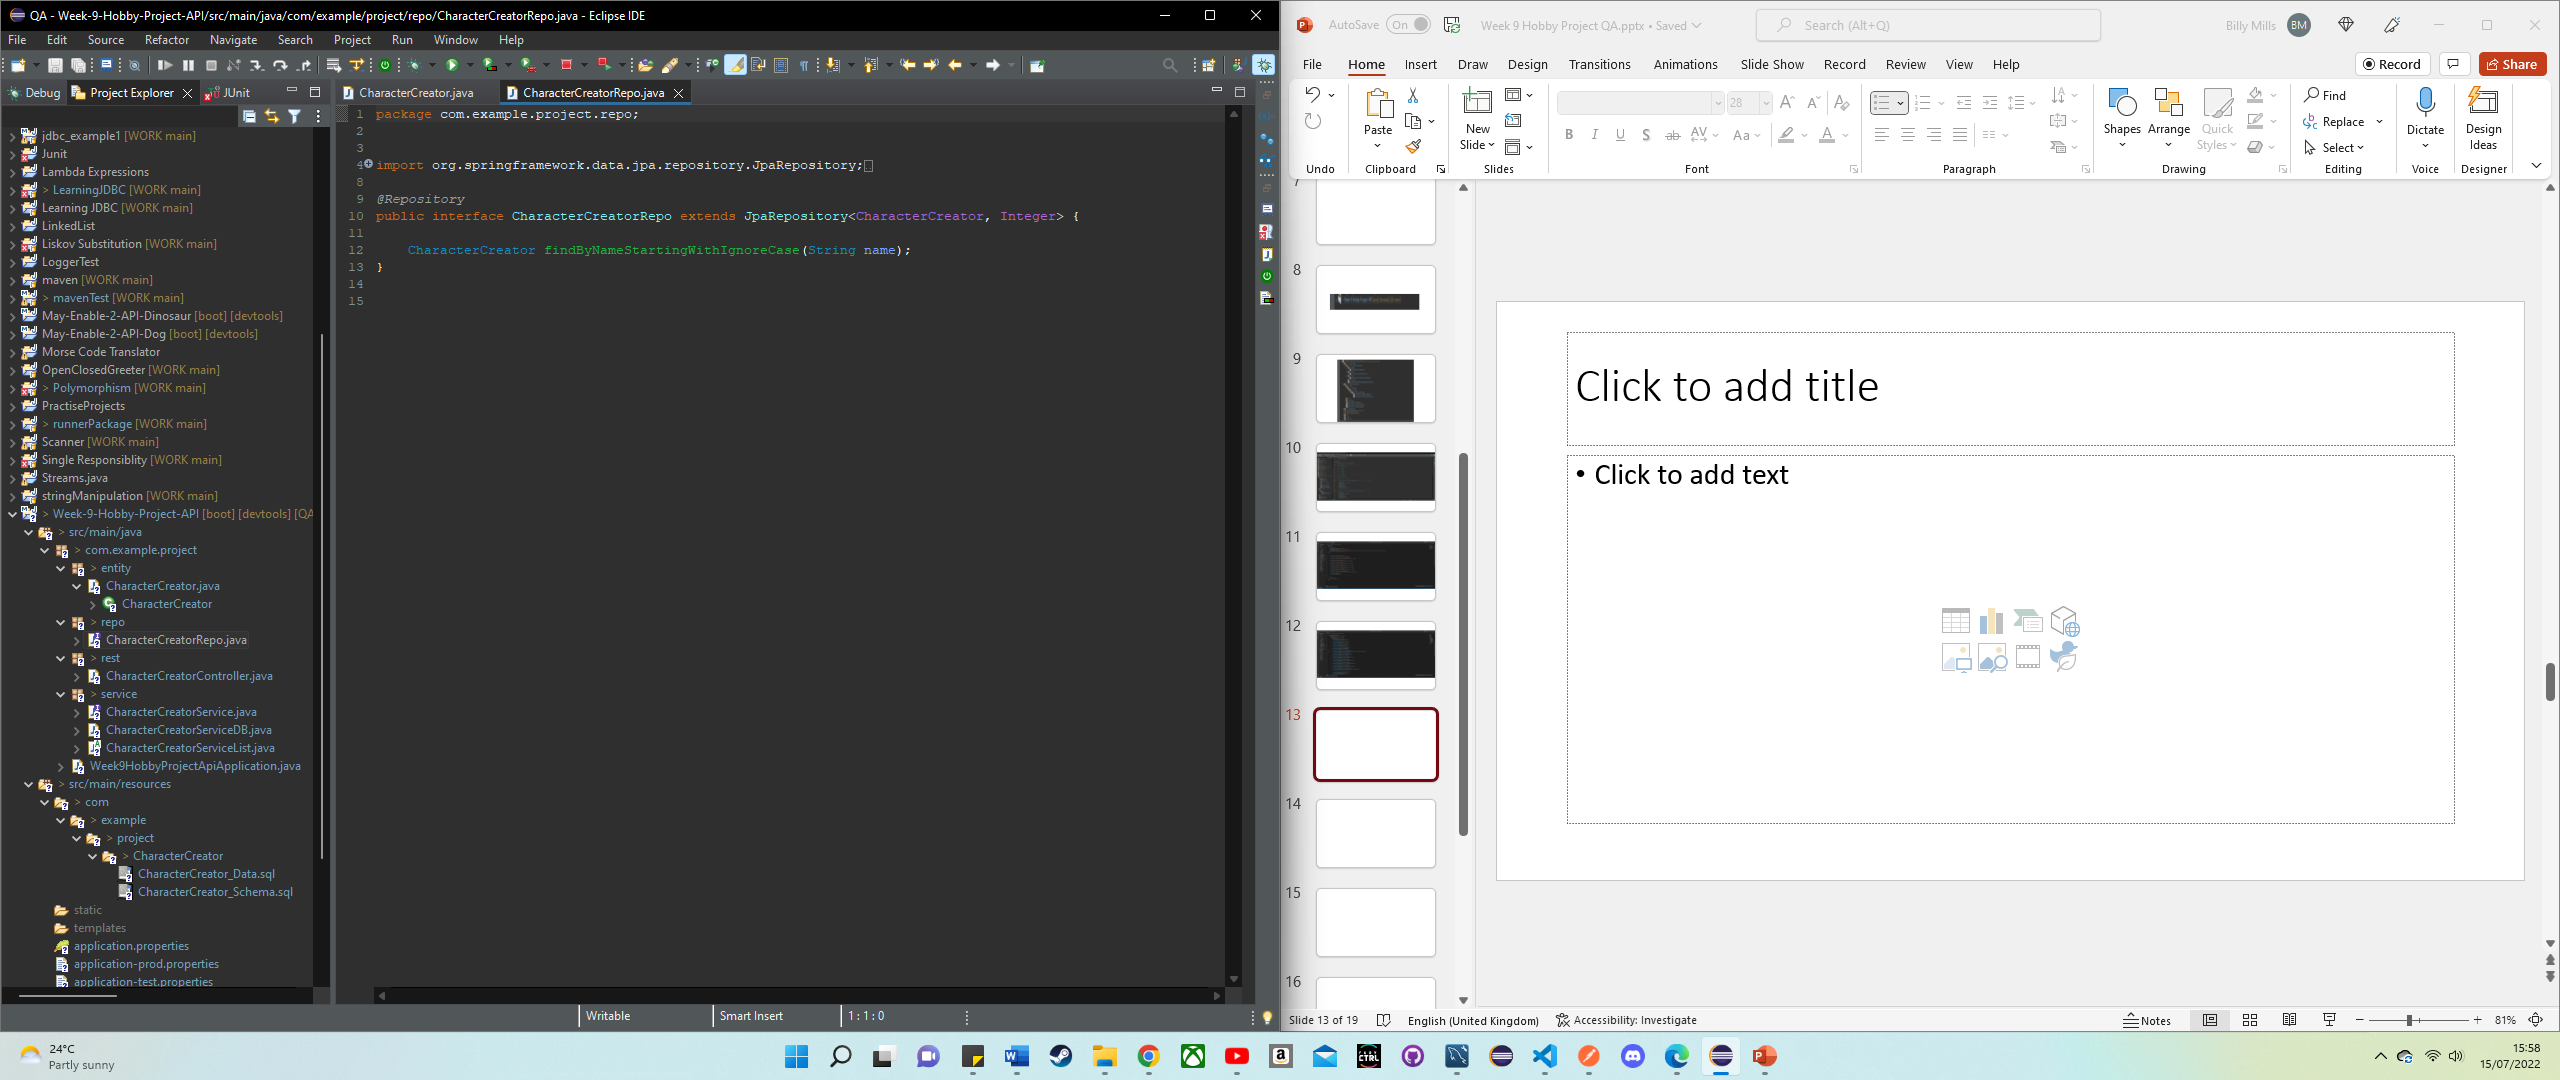 QA - Week-9-Hobby-Project-API/src/main/java/com/example/project/repo/CharacterCreatorRepo.java - Eclipse IDE
File Edit Source Refactor Navigate Search Project Run Window Help
Debug Project Explorer JUnit
jdbc_example1 [WORK main]
Junit
Lambda Expressions
> LearningJDBC [WORK main]
Learning JDBC [WORK main]
LinkedList
Liskov Substitution [WORK main]
LoggerTest
maven [WORK main]
> mavenTest [WORK main]
May-Enable-2-API-Dinosaur [boot] [devtools]
May-Enable-2-API-Dog [boot] [devtools]
Morse Code Translator
OpenClosedGreeter [WORK main]
> Polymorphism [WORK main]
PractiseProjects
> runnerPackage [WORK main]
Scanner [WORK main]
Single Responsiblity [WORK main]
Streams.java
stringManipulation [WORK main]
> Week-9-Hobby-Project-API [boot] [devtools] [QA
> src/main/java
> com.example.project
> entity
CharacterCreator.java
CharacterCreator
> repo
CharacterCreatorRepo.java
> rest
CharacterCreatorController.java
> service
CharacterCreatorService.java
CharacterCreatorServiceDB.java
CharacterCreatorServiceList.java
Week9HobbyProjectApiApplication.java
> src/main/resources
> com
> example
> project
> CharacterCreator
CharacterCreator_Data.sql
CharacterCreator_Schema.sql
static
templates
application.properties
application-prod.properties
application-test.properties
CharacterCreator.java CharacterCreatorRepo.java
1 package com.example.project.repo;
2
3
4 import org.springframework.data.jpa.repository.JpaRepository;
8
9 @Repository
10 public interface CharacterCreatorRepo extends JpaRepository<CharacterCreator, Integer> {
11
12 CharacterCreator findByNameStartingWithIgnoreCase(String name);
13 }
14
15
Writable Smart Insert 1 : 1 : 0
AutoSave On Week 9 Hobby Project QA.pptx • Saved Search (Alt+Q) Billy Mills BM
File Home Insert Draw Design Transitions Animations Slide Show Record Review View Help Record Share
Paste New Slide 28 Shapes Arrange Quick Styles Find Replace Select Dictate Design Ideas
B I U S ab AV Aa A
Undo Clipboard Slides Font Paragraph Drawing Editing Voice Designer
7
8
9
10
11
12
13
14
15
16
Click to add title
• Click to add text
Slide 13 of 19 English (United Kingdom) Accessibility: Investigate Notes 81%
24°C
Partly sunny
15:58
15/07/2022